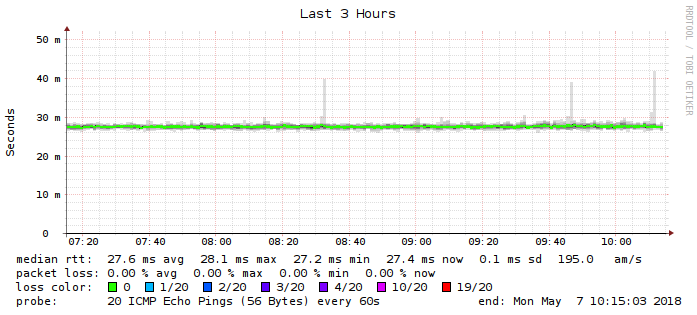 Last 3 Hours
RRDTOOL / TOBI OETIKER
Seconds
50 m
40 m
30 m
20 m
10 m
0
07:20 07:40 08:00 08:20 08:40 09:00 09:20 09:40 10:00
median rtt: 27.6 ms avg 28.1 ms max 27.2 ms min 27.4 ms now 0.1 ms sd 195.0 am/s
packet loss: 0.00 % avg 0.00 % max 0.00 % min 0.00 % now
loss color: 0 1/20 2/20 3/20 4/20 10/20 19/20
probe: 20 ICMP Echo Pings (56 Bytes) every 60s end: Mon May 7 10:15:03 2018